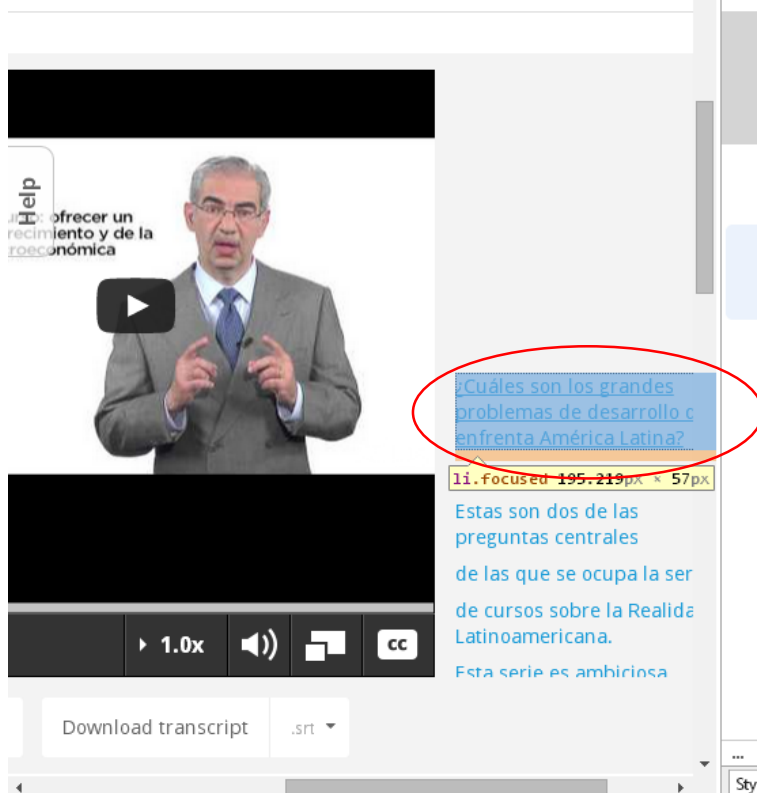 Help
ofrecer un
recimiento y de la
roeconómica
¿Cuáles son los grandes
problemas de desarrollo
enfrenta América Latina?
li.focused 195.219px × 57px
Estas son dos de las
preguntas centrales
de las que se ocupa la ser
de cursos sobre la Realida
Latinoamericana.
Esta serie es ambiciosa
1.0x
cc
Download transcript
.srt
...
Sty